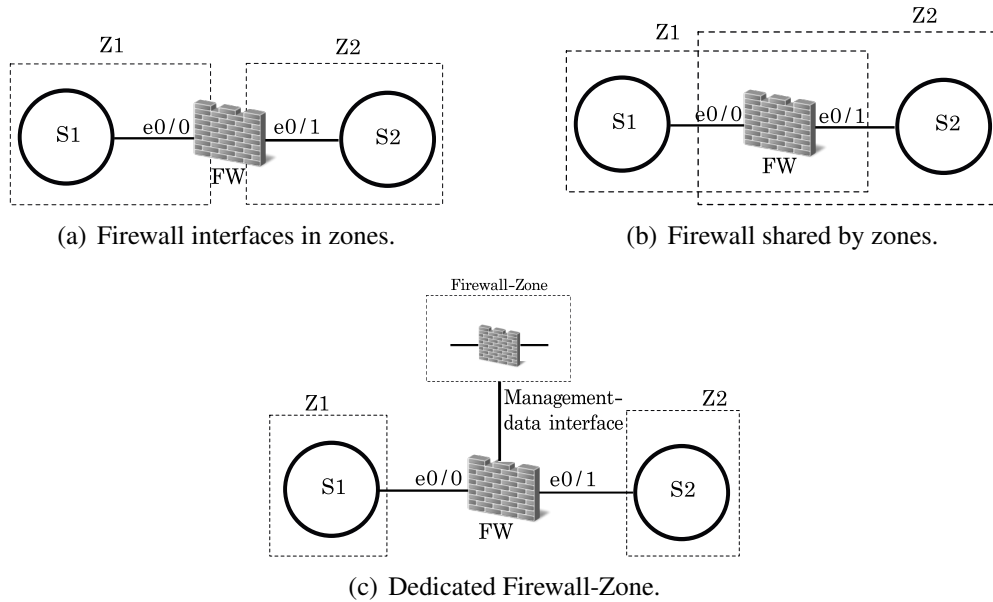 Z1
Z2
S1
e0/0
e0/1
S2
FW
(a) Firewall interfaces in zones.
Z1
Z2
S1
e0/0
e0/1
S2
FW
(b) Firewall shared by zones.
Firewall-Zone
Management-
data interface
Z1
Z2
S1
e0/0
e0/1
S2
FW
(c) Dedicated Firewall-Zone.